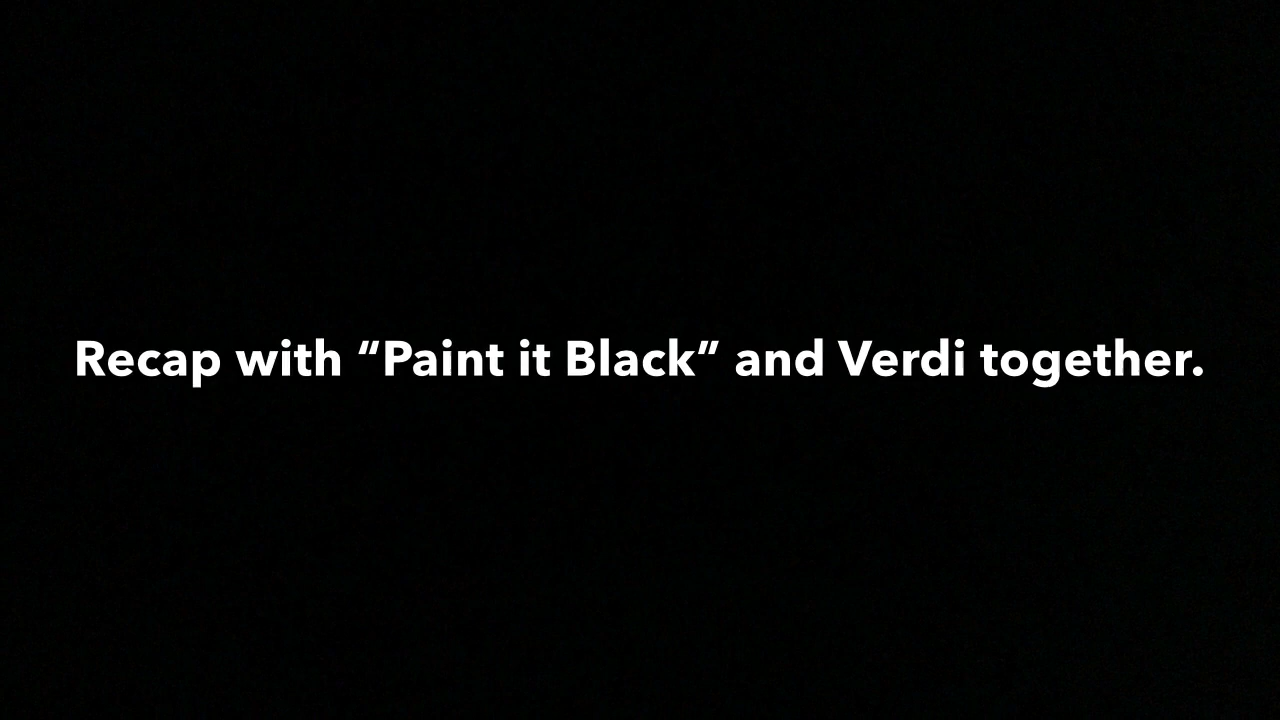 Recap with “Paint it Black” and Verdi together.